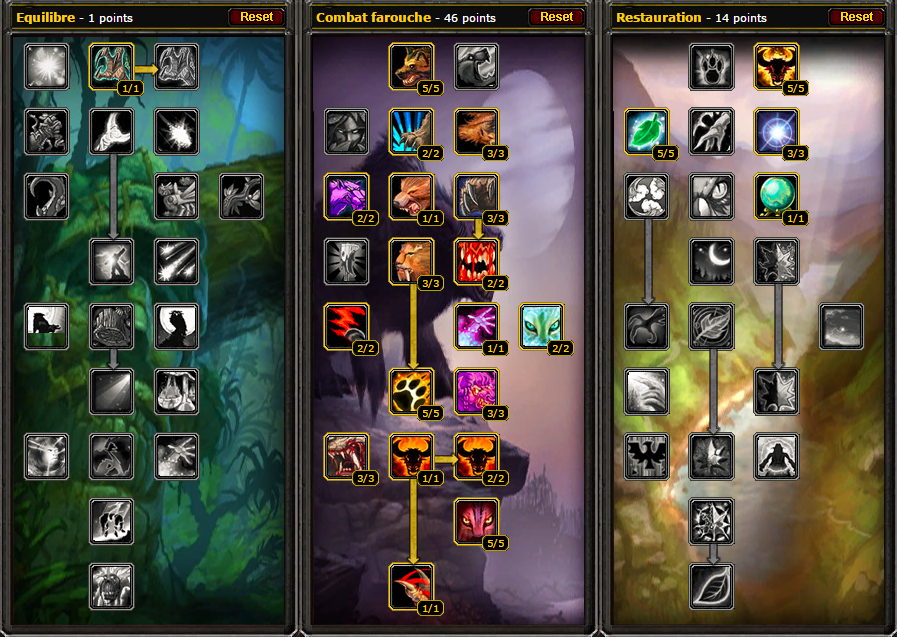 Equilibre - 1 points Reset Combat farouche - 46 points Reset Restauration - 14 points Reset
1/1 5/5 5/5
2/2 3/3 5/5 3/3
2/2 1/1 3/3 1/1
3/3 2/2
2/2 1/1 2/2
5/5 3/3
3/3 1/1 2/2
5/5
1/1